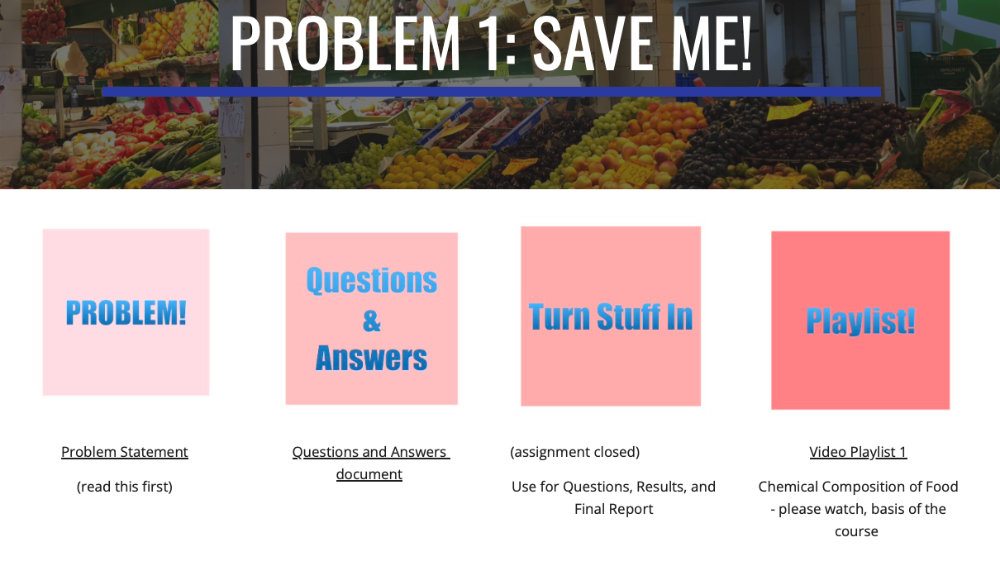 PROBLEM 1: SAVE ME!
PROBLEM!
Questions
&
Answers
Turn Stuff In
Playlist!
Problem Statement
(read this first)
Questions and Answers
document
(assignment closed)
Use for Questions, Results, and
Final Report
Video Playlist 1
Chemical Composition of Food
- please watch, basis of the
course